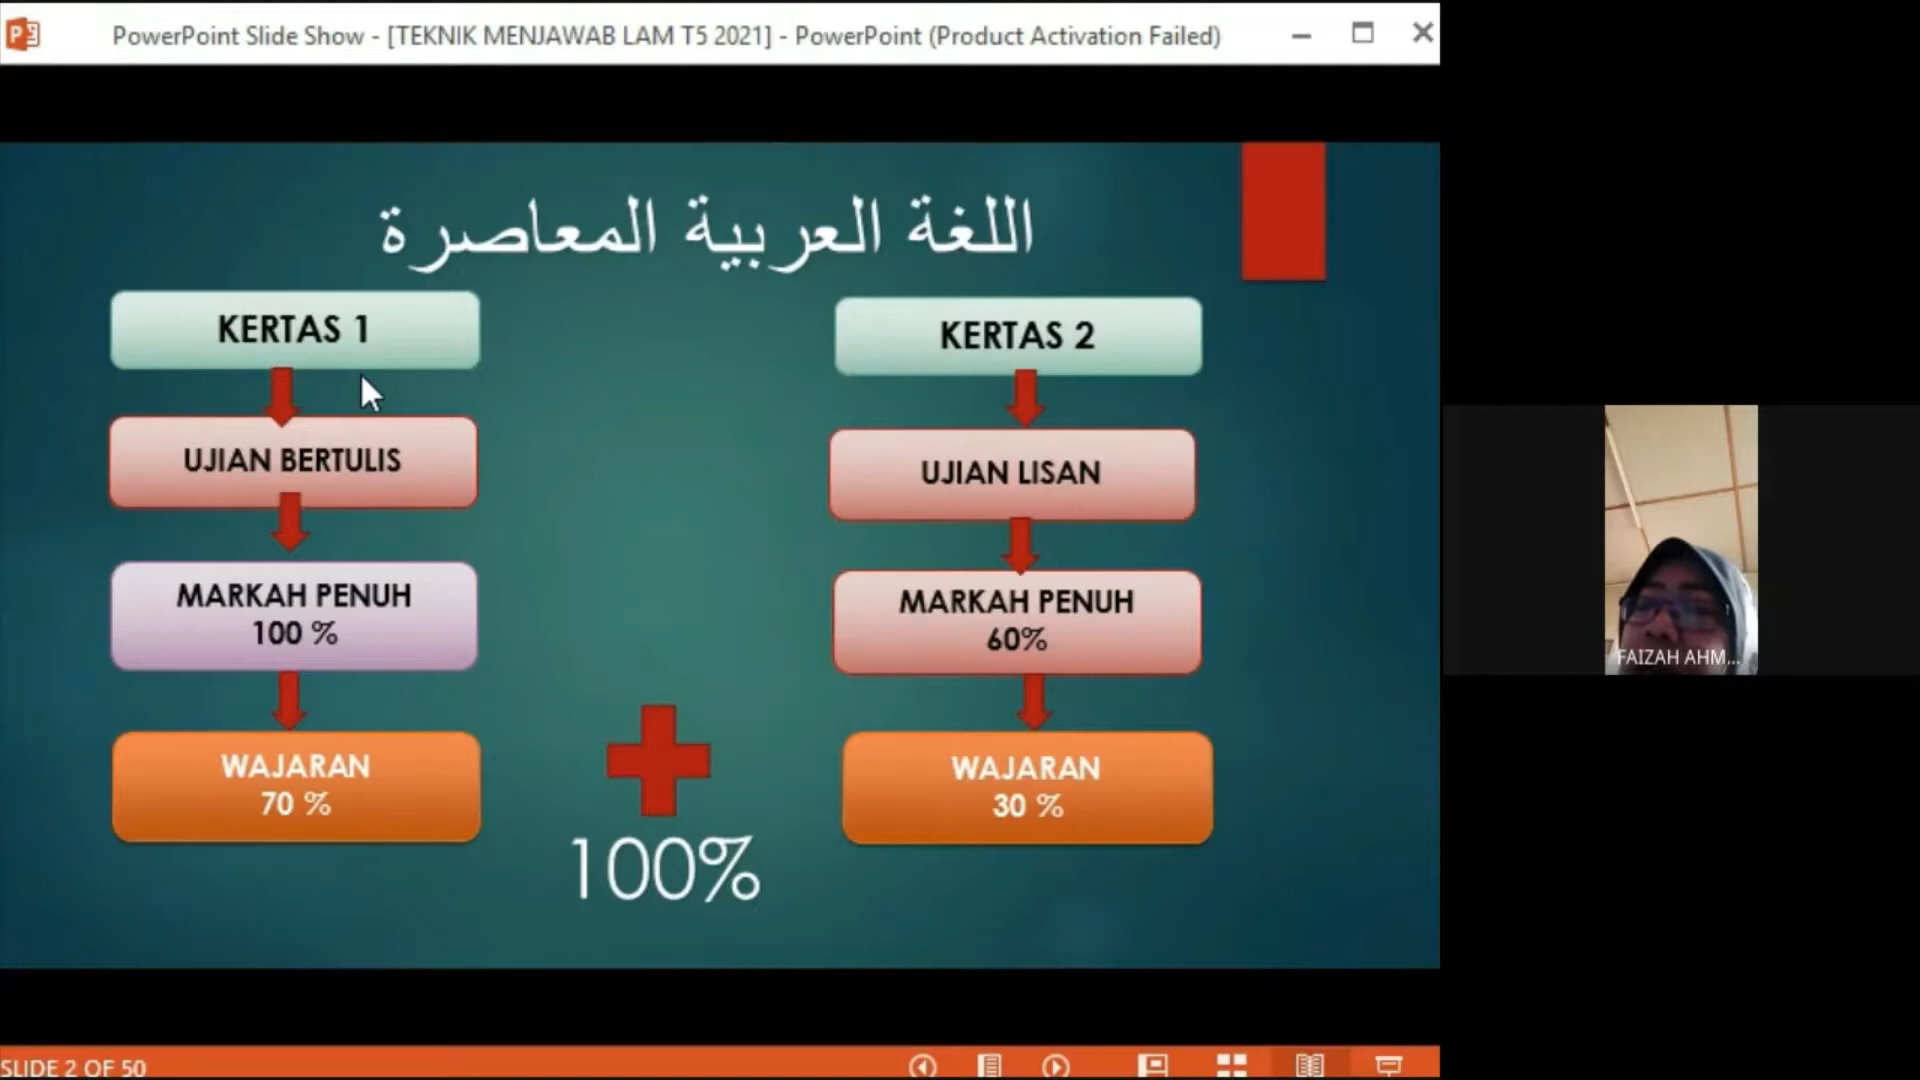 PowerPoint Slide Show - [TEKNIK MENJAWAB LAM T5 2021] - PowerPoint (Product Activation Failed)
اللغة العربية المعاصرة
KERTAS 1
UJIAN BERTULIS
MARKAH PENUH
100 %
WAJARAN
70 %
KERTAS 2
UJIAN LISAN
MARKAH PENUH
60%
WAJARAN
30 %
100%
FAIZAH AHM...
SLIDE 2 OF 50